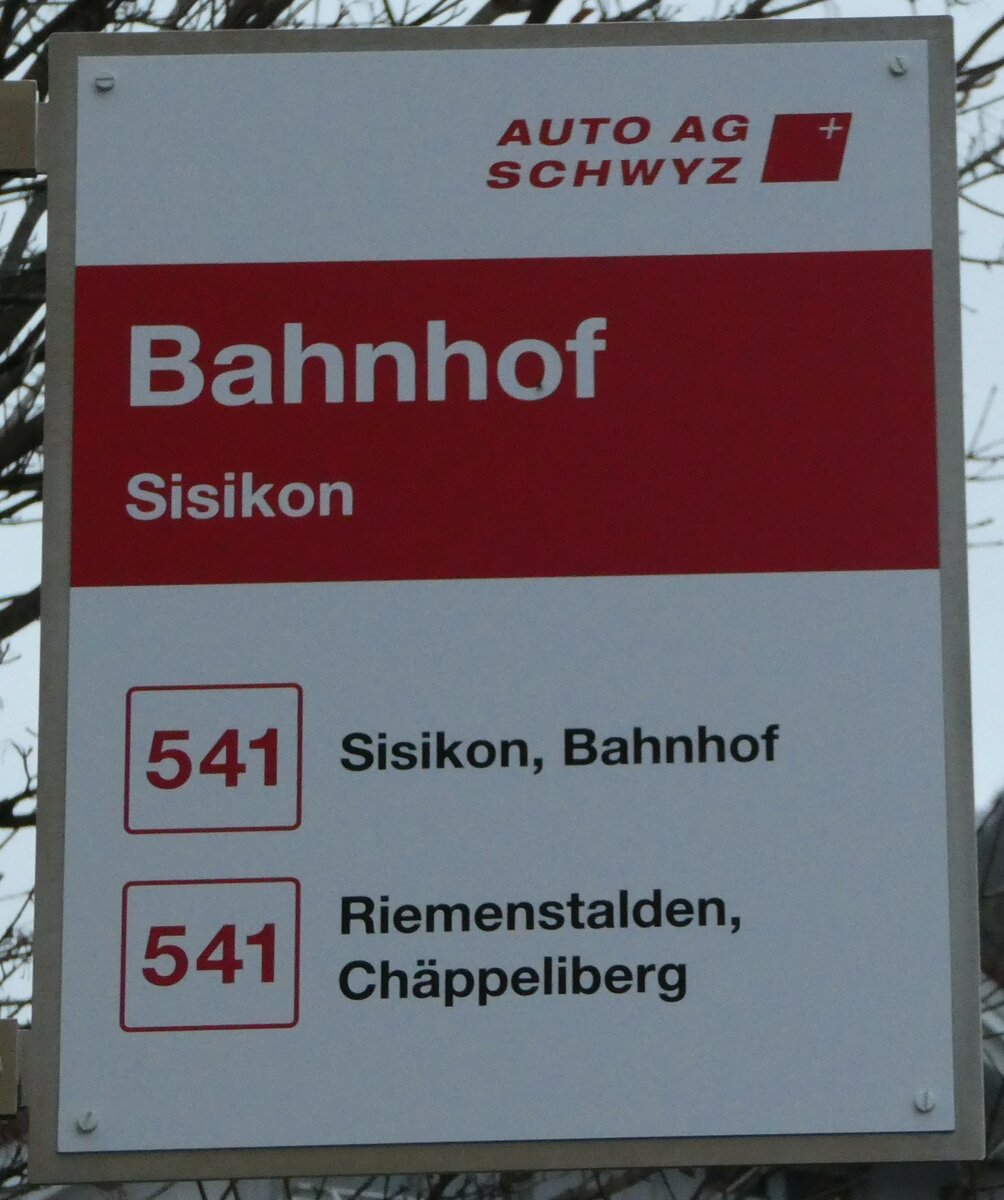 AUTO AG
SCHWYZ
Bahnhof
Sisikon
541 Sisikon, Bahnhof
541 Riemenstalden,
Chäppeliberg